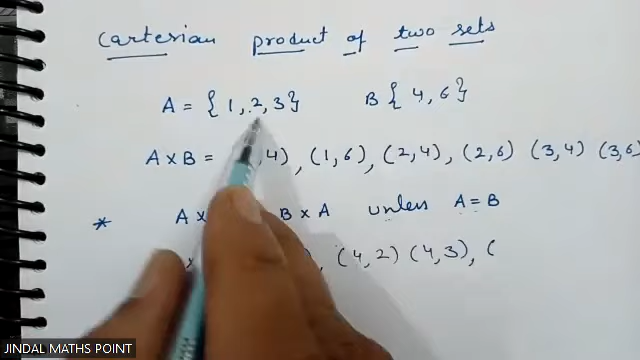 Carterian product of two sets
A = { 1, 2, 3} B { 4, 6 }
A x B = , 4) , (1, 6) , (2, 4) , (2, 6) (3, 4) (3, 6)
* A x B x A unless A = B
x ), (4, 2) (4, 3), (
JINDAL MATHS POINT